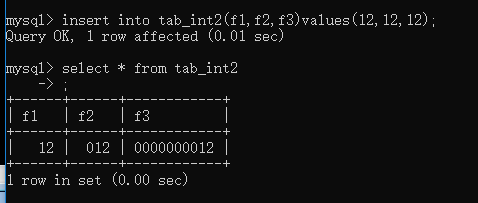 mysql> insert into tab_int2(f1,f2,f3)values(12,12,12);
Query OK, 1 row affected (0.01 sec)
mysql> select * from tab_int2
    -> ;
+------+------+------------+
| f1   | f2   | f3         |
+------+------+------------+
|   12 |  012 | 0000000012 |
+------+------+------------+
1 row in set (0.00 sec)